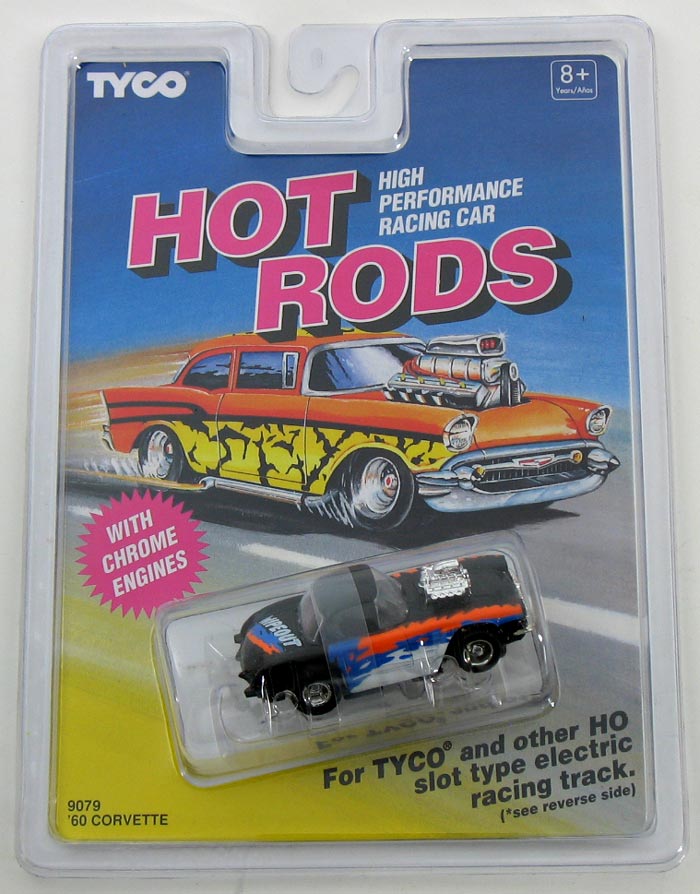 TYCO®
8+
Years/Años
HOT
RODS
HIGH
PERFORMANCE
RACING CAR
WITH
CHROME
ENGINES
WIPEOUT
For TYCO® and other HO
slot type electric
racing track.
(*see reverse side)
9079
'60 CORVETTE